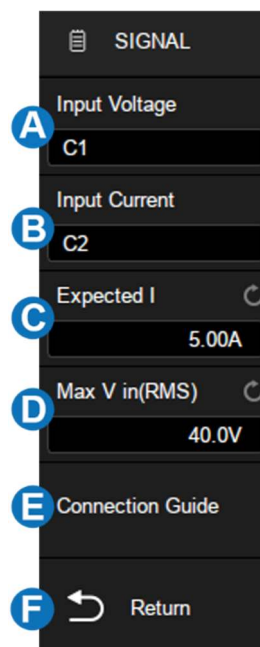 SIGNAL
Input Voltage
A
C1
Input Current
B
C2
Expected I
C
5.00A
Max V in(RMS)
D
40.0V
E Connection Guide
F Return